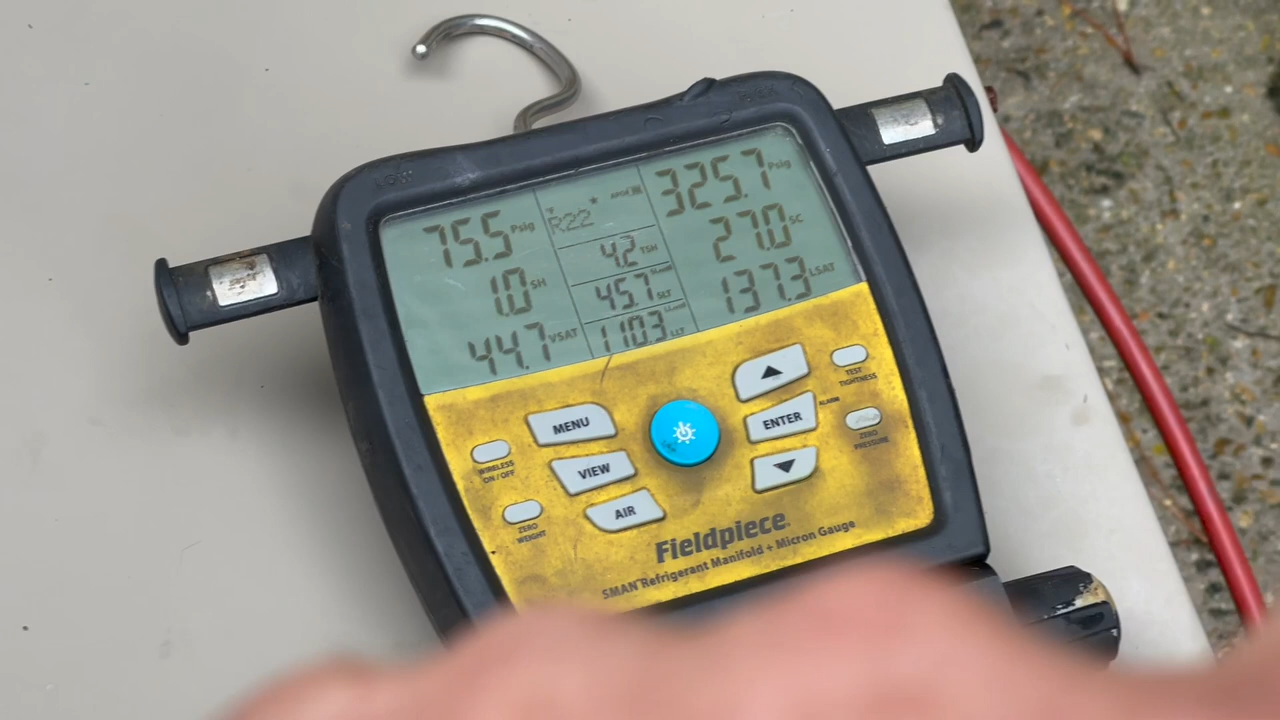 LOW
75.5 Psig
1.0 SH
44.7 VSAT
R22
4.2 TSH
45.7 SLT
110.3 LLT
325.7 Psig
27.0 SC
137.3 LSAT
MENU
VIEW
AIR
WIRELESS
ON / OFF
ZERO
WEIGHT
ENTER
ALARM
TEST
TIGHTNESS
ZERO
PRESSURE
Fieldpiece
SMAN Refrigerant Manifold + Micron Gauge